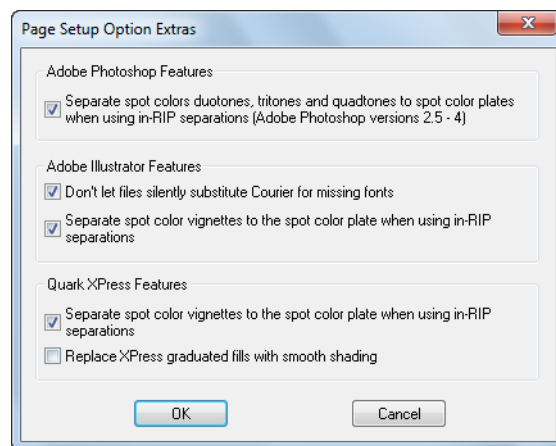 Page Setup Option Extras
Adobe Photoshop Features
Separate spot colors duotones, tritones and quadtones to spot color plates
when using in-RIP separations (Adobe Photoshop versions 2.5 - 4)
Adobe Illustrator Features
Don't let files silently substitute Courier for missing fonts
Separate spot color vignettes to the spot color plate when using in-RIP
separations
Quark XPress Features
Separate spot color vignettes to the spot color plate when using in-RIP
separations
Replace XPress graduated fills with smooth shading
OK Cancel